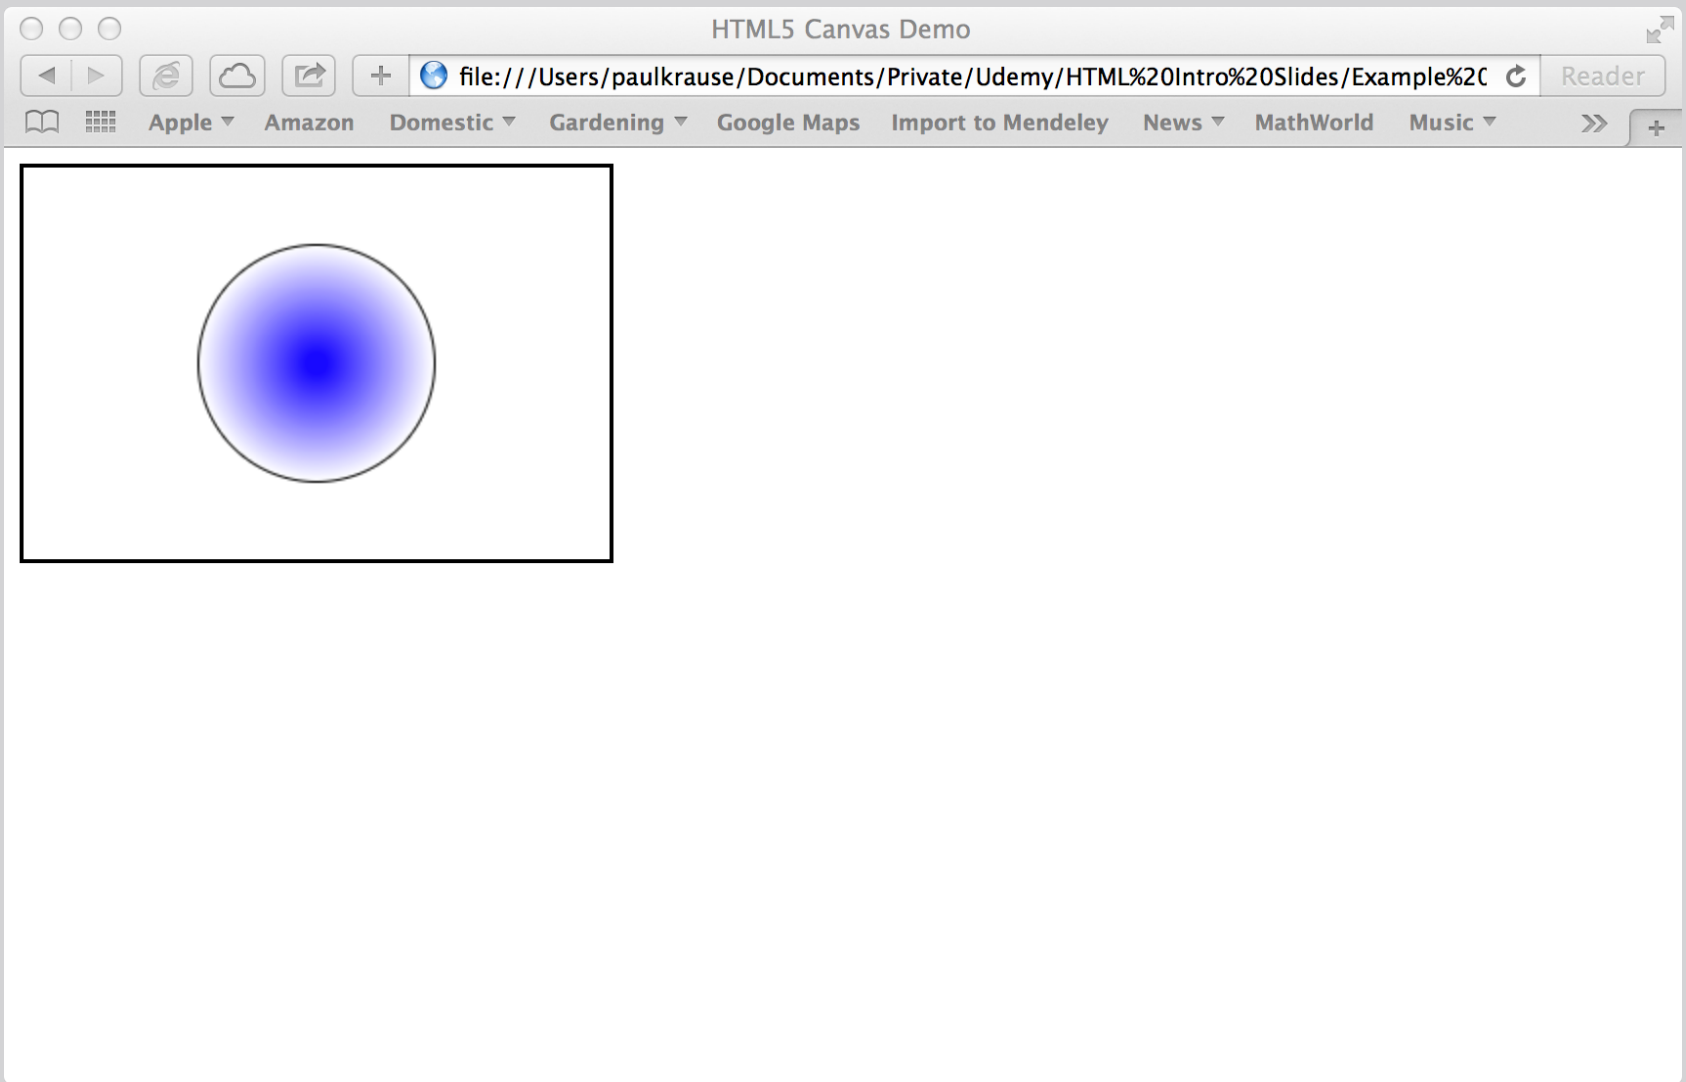 HTML5 Canvas Demo
file:///Users/paulkrause/Documents/Private/Udemy/HTML%20Intro%20Slides/Example%20 Reader
Apple Amazon Domestic Gardening Google Maps Import to Mendeley News MathWorld Music